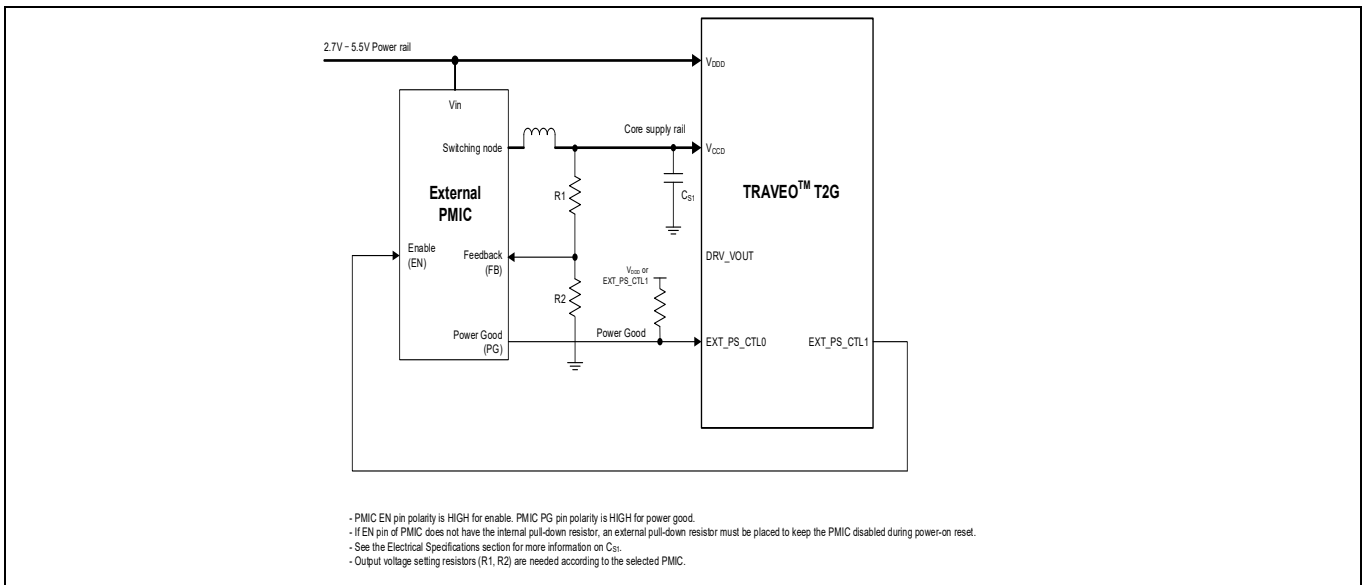 2.7V – 5.5V Power rail
VDDD
Vin
Core supply rail
Switching node
VCCD
External
PMIC
R1
CS1
TRAVEO™ T2G
Enable
(EN)
Feedback
(FB)
DRV_VOUT
VDDD or
EXT_PS_CTL1
R2
Power Good
(PG)
Power Good
EXT_PS_CTL0
EXT_PS_CTL1
- PMIC EN pin polarity is HIGH for enable. PMIC PG pin polarity is HIGH for power good.
- If EN pin of PMIC does not have the internal pull-down resistor, an external pull-down resistor must be placed to keep the PMIC disabled during power-on reset.
- See the Electrical Specifications section for more information on CS1.
- Output voltage setting resistors (R1, R2) are needed according to the selected PMIC.